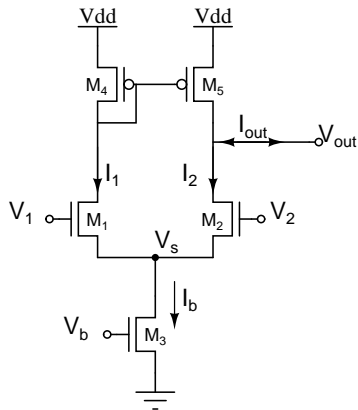 Vdd Vdd
M4 M5
Iout Vout
I1 I2
V1 M1 M2 V2
Vs
Ib
Vb M3